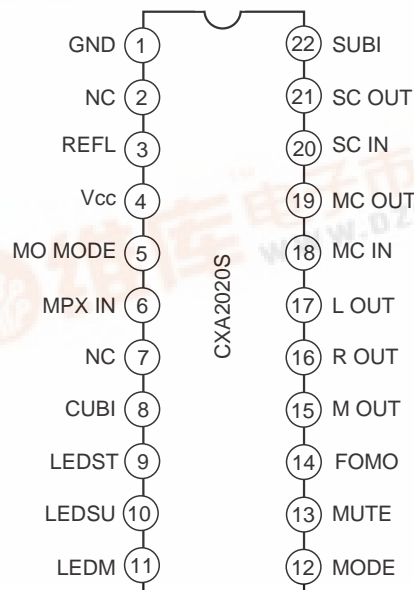 GND 1
NC 2
REFL 3
Vcc 4
MO MODE 5
MPX IN 6
NC 7
CUBI 8
LEDST 9
LEDSU 10
LEDM 11
CXA2020S
22 SUBI
21 SC OUT
20 SC IN
19 MC OUT
18 MC IN
17 L OUT
16 R OUT
15 M OUT
14 FOMO
13 MUTE
12 MODE